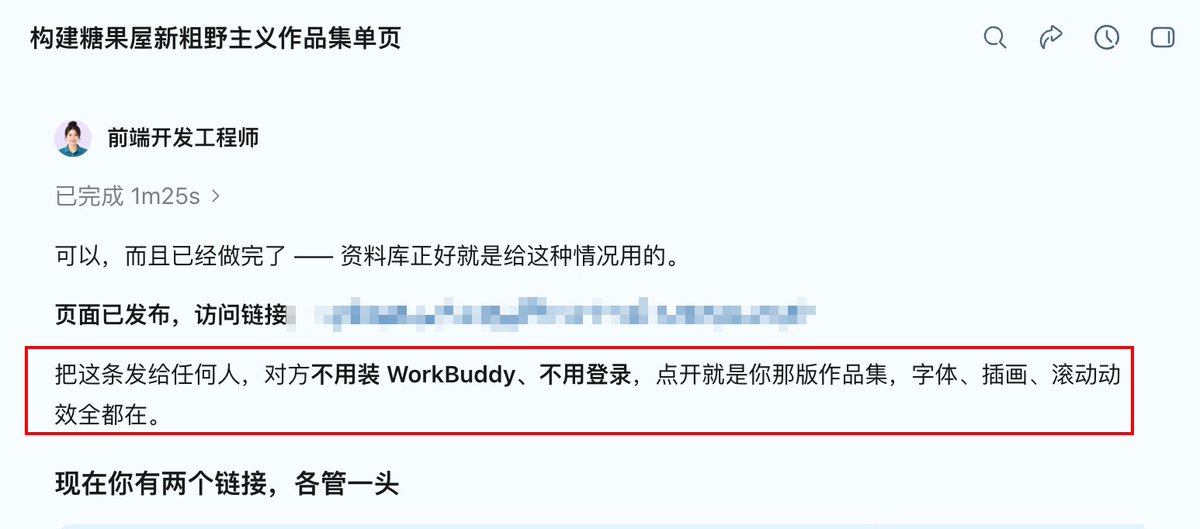 构建糖果屋新粗野主义作品集单页
前端开发工程师
已完成 1m25s >
可以，而且已经做完了 —— 资料库正好就是给这种情况用的。
页面已发布，访问链接
把这条发给任何人，对方不用装 WorkBuddy、不用登录，点开就是你那版作品集，字体、插画、滚动动
效全都在。
现在你有两个链接，各管一头